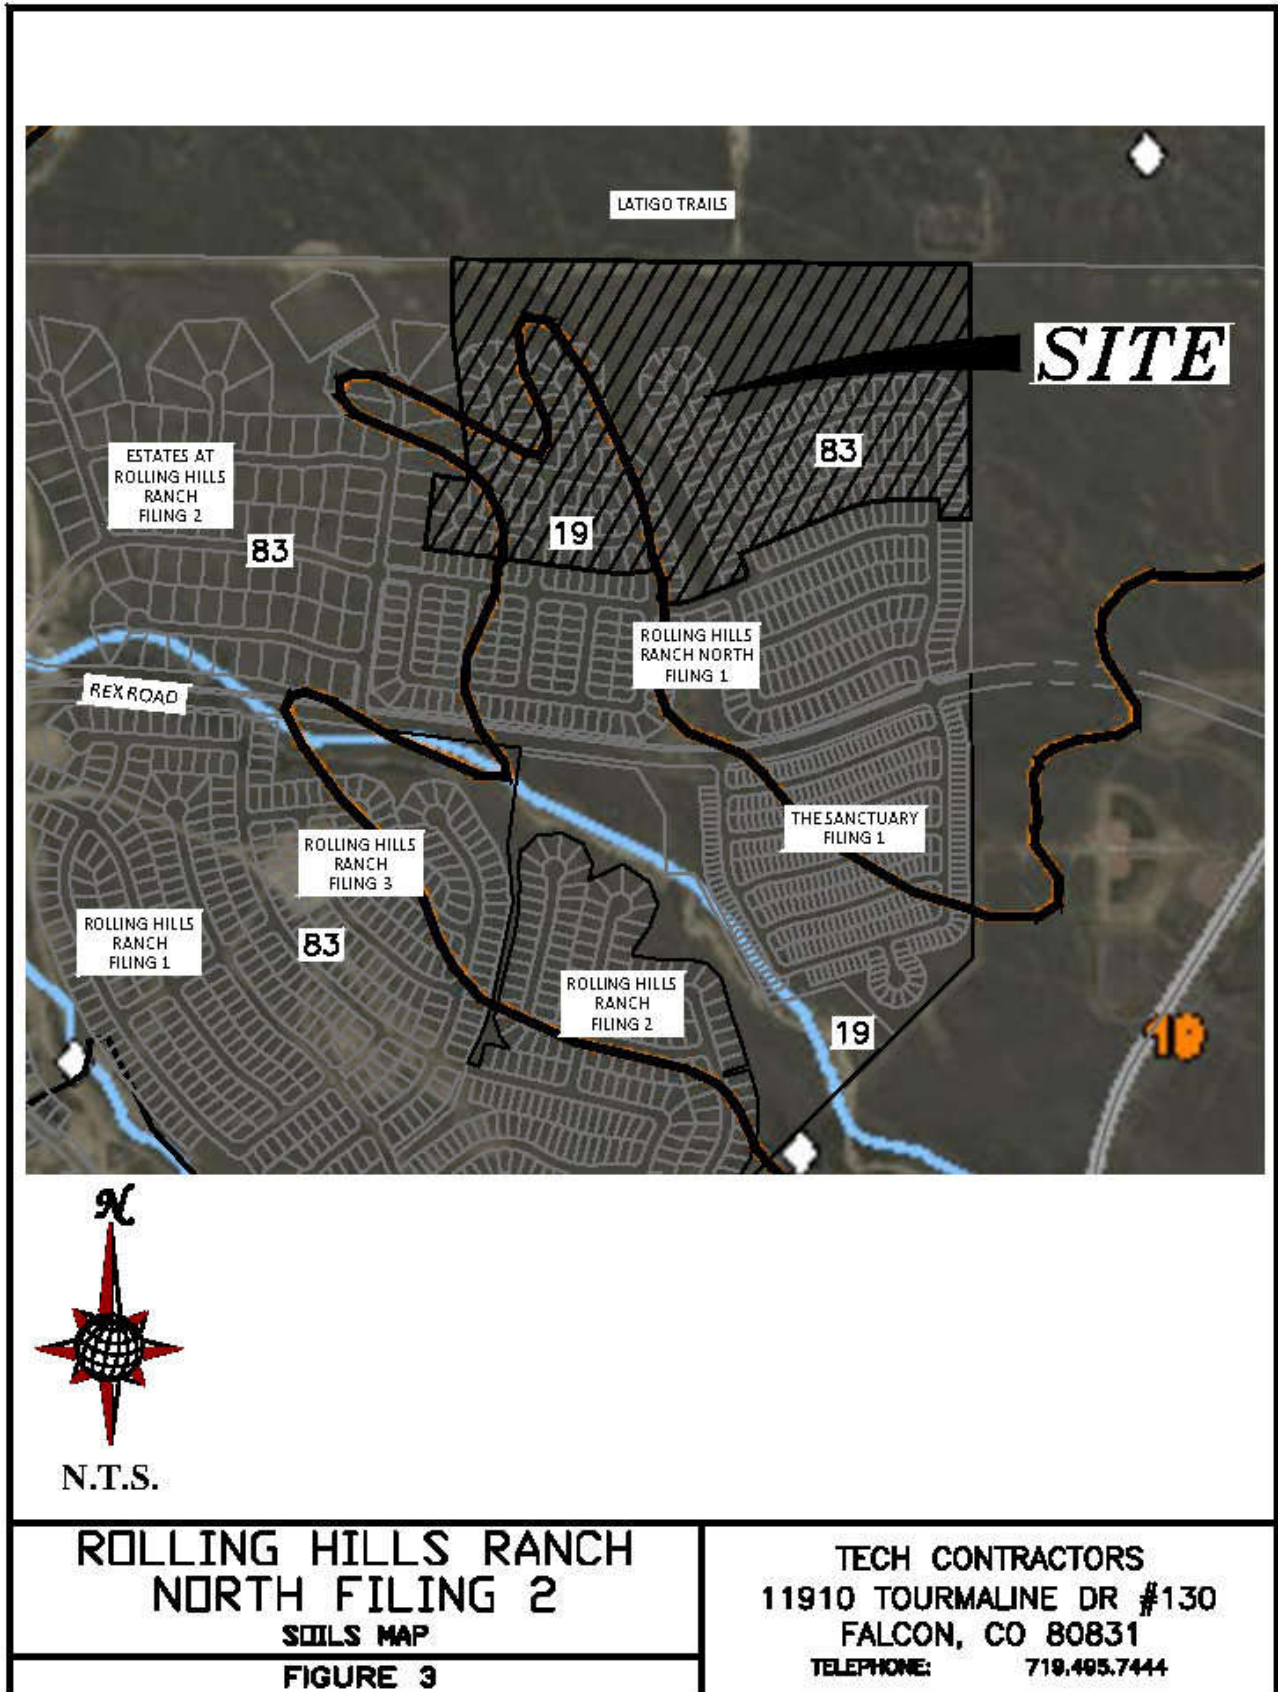 LATIGO TRAILS
SITE
83
ESTATES AT
ROLLING HILLS
RANCH
FILING 2
19
83
ROLLING HILLS
RANCH NORTH
FILING 1
REX ROAD
THE SANCTUARY
FILING 1
ROLLING HILLS
RANCH
FILING 3
ROLLING HILLS
RANCH
FILING 1
83
ROLLING HILLS
RANCH
FILING 2
19
19
N
N.T.S.
ROLLING HILLS RANCH
NORTH FILING 2
SOILS MAP
FIGURE 3
TECH CONTRACTORS
11910 TOURMALINE DR #130
FALCON, CO 80831
TELEPHONE: 719.495.7444